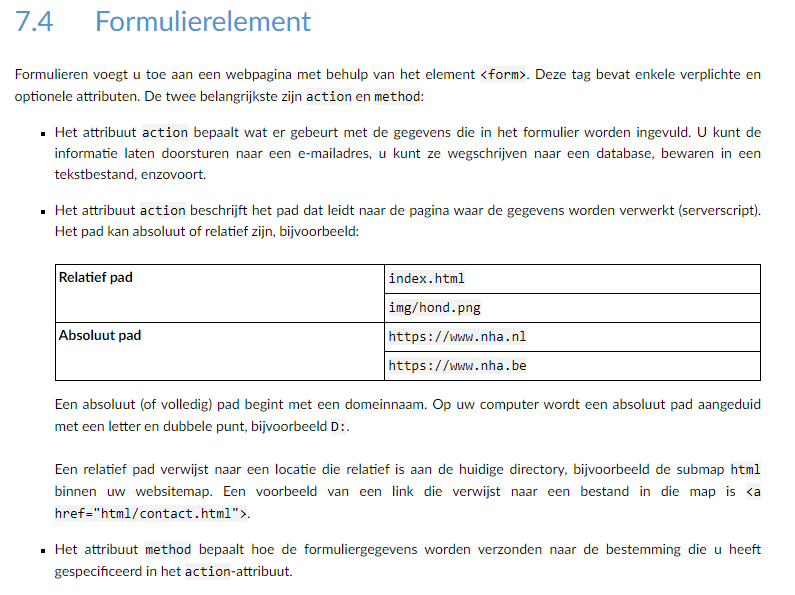 7.4 Formulierelement
Formulieren voegt u toe aan een webpagina met behulp van het element <form>. Deze tag bevat enkele verplichte en
optionele attributen. De twee belangrijkste zijn action en method:
▪ Het attribuut action bepaalt wat er gebeurt met de gegevens die in het formulier worden ingevuld. U kunt de
informatie laten doorsturen naar een e-mailadres, u kunt ze wegschrijven naar een database, bewaren in een
tekstbestand, enzovoort.
▪ Het attribuut action beschrijft het pad dat leidt naar de pagina waar de gegevens worden verwerkt (serverscript).
Het pad kan absoluut of relatief zijn, bijvoorbeeld:
Relatief pad index.html
img/hond.png
Absoluut pad https://www.nha.nl
https://www.nha.be
Een absoluut (of volledig) pad begint met een domeinnaam. Op uw computer wordt een absoluut pad aangeduid
met een letter en dubbele punt, bijvoorbeeld D:.
Een relatief pad verwijst naar een locatie die relatief is aan de huidige directory, bijvoorbeeld de submap html
binnen uw websitemap. Een voorbeeld van een link die verwijst naar een bestand in die map is <a
href="html/contact.html">.
▪ Het attribuut method bepaalt hoe de formuliergegevens worden verzonden naar de bestemming die u heeft
gespecificeerd in het action-attribuut.